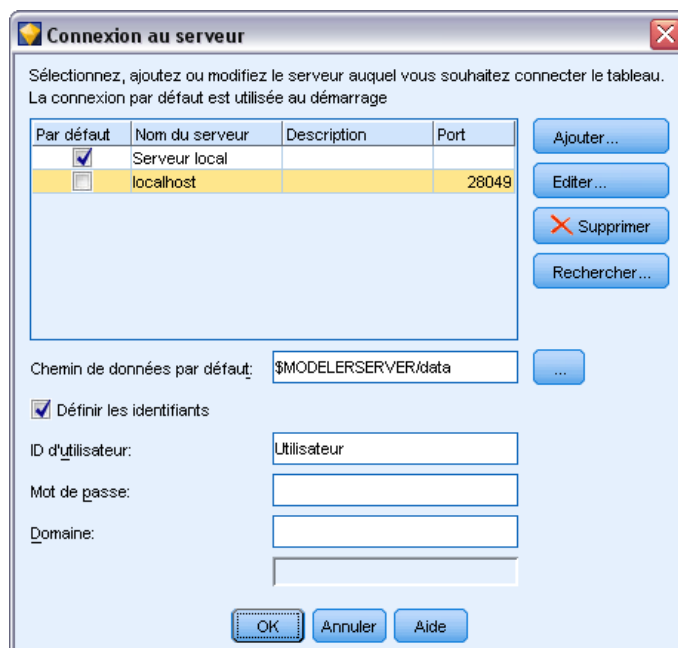 Connexion au serveur
Sélectionnez, ajoutez ou modifiez le serveur auquel vous souhaitez connecter le tableau.
La connexion par défaut est utilisée au démarrage
Par défaut Nom du serveur Description Port
Serveur local
localhost 28049
Ajouter...
Editer...
Supprimer
Rechercher...
Chemin de données par défaut: $MODELERSERVER/data ...
Définir les identifiants
ID d'utilisateur: Utilisateur
Mot de passe:
Domaine:
OK Annuler Aide